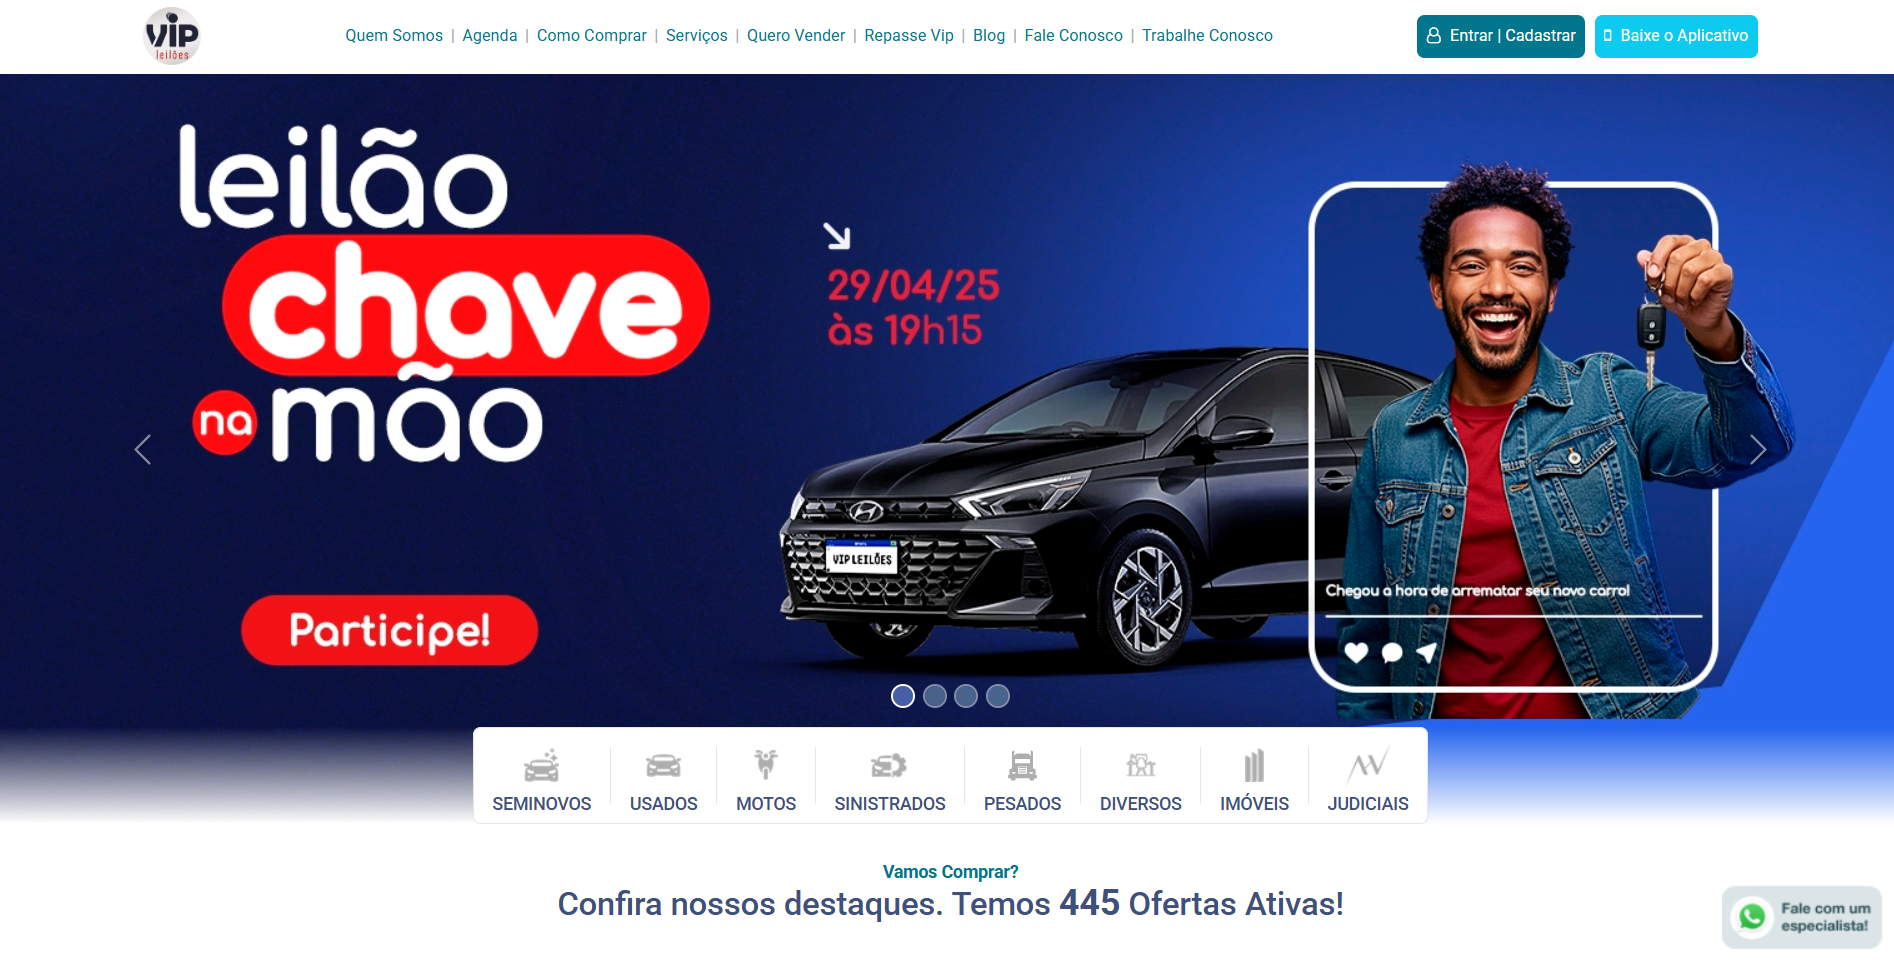 VIP
leilões
Quem Somos | Agenda | Como Comprar | Serviços | Quero Vender | Repasse Vip | Blog | Fale Conosco | Trabalhe Conosco
Entrar | Cadastrar
Baixe o Aplicativo
leilão
chave
na mão
29/04/25
às 19h15
VIP LEILÕES
Chegou a hora de arrematar seu novo carro!
Participe!
SEMINOVOS
USADOS
MOTOS
SINISTRADOS
PESADOS
DIVERSOS
IMÓVEIS
JUDICIAIS
Vamos Comprar?
Confira nossos destaques. Temos 445 Ofertas Ativas!
Fale com um
especialista!